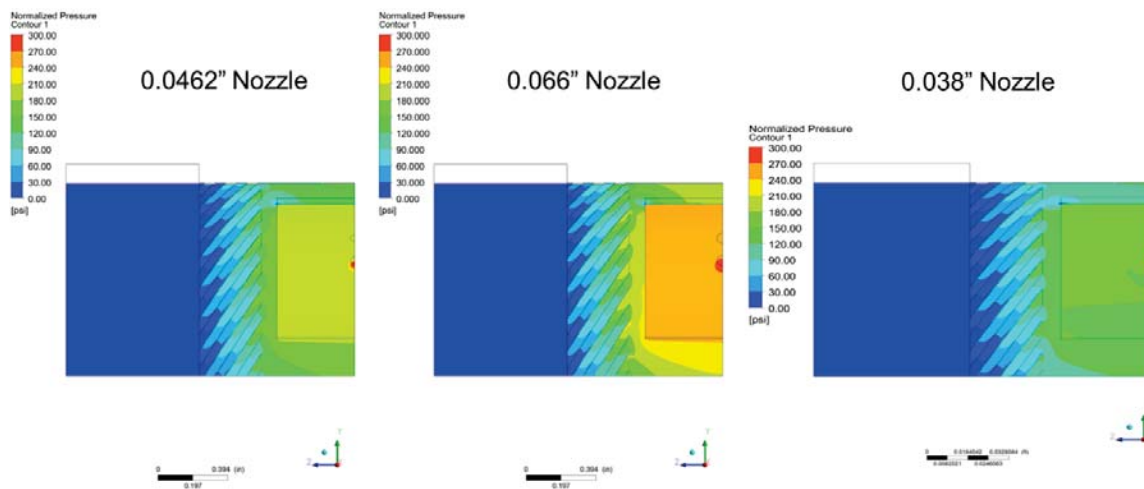 Normalized Pressure
Contour 1
300.00
270.00
240.00
210.00
180.00
150.00
120.00
90.00
60.00
30.00
0.00
[psi]
0.0462” Nozzle
0
0.394 (in)
0.197
Z
Normalized Pressure
Contour 1
300.000
270.000
240.000
210.000
180.000
150.000
120.000
90.000
60.000
30.000
0.000
[psi]
0.066” Nozzle
0
0.394 (in)
0.197
Z
0.038” Nozzle
Normalized Pressure
Contour 1
300.00
270.00
240.00
210.00
180.00
150.00
120.00
90.00
60.00
30.00
0.00
[psi]
0
Z